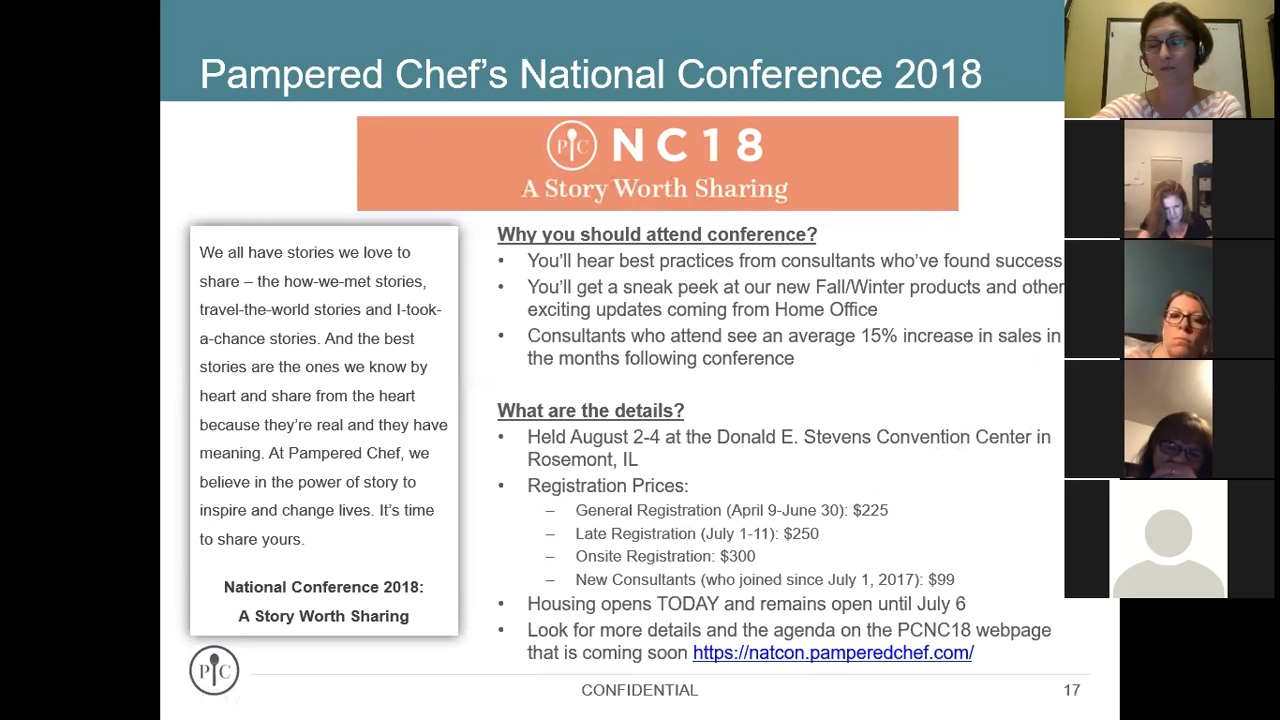 Pampered Chef's National Conference 2018
P C NC18
A Story Worth Sharing
We all have stories we love to
share – the how-we-met stories,
travel-the-world stories and I-took-
a-chance stories. And the best
stories are the ones we know by
heart and share from the heart
because they're real and they have
meaning. At Pampered Chef, we
believe in the power of story to
inspire and change lives. It's time
to share yours.
National Conference 2018:
A Story Worth Sharing
Why you should attend conference?
• You'll hear best practices from consultants who've found success
• You'll get a sneak peek at our new Fall/Winter products and other
exciting updates coming from Home Office
• Consultants who attend see an average 15% increase in sales in
the months following conference
What are the details?
• Held August 2-4 at the Donald E. Stevens Convention Center in
Rosemont, IL
• Registration Prices:
– General Registration (April 9-June 30): $225
– Late Registration (July 1-11): $250
– Onsite Registration: $300
– New Consultants (who joined since July 1, 2017): $99
• Housing opens TODAY and remains open until July 6
• Look for more details and the agenda on the PCNC18 webpage
that is coming soon https://natcon.pamperedchef.com/
P C
CONFIDENTIAL
17